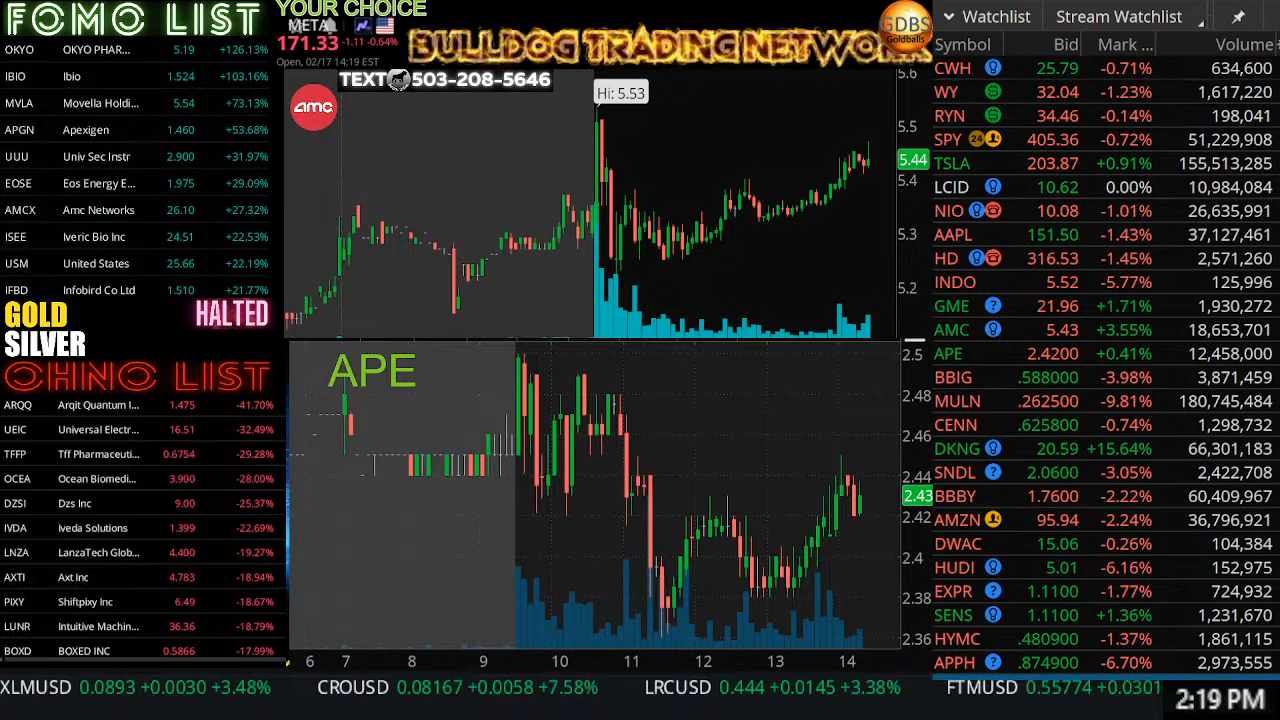 FOMO LIST
OKYO OKYO PHAR... 5.19 +126.13%
IBIO Ibio 1.524 +103.16%
MVLA Movella Holdi... 5.54 +73.13%
APGN Apexigen 1.460 +53.68%
UUU Univ Sec Instr 2.900 +31.97%
EOSE Eos Energy E... 1.975 +29.09%
AMCX Amc Networks 26.10 +27.32%
ISEE Iveric Bio Inc 24.51 +22.53%
USM United States 25.66 +22.19%
IFBD Infobird Co Ltd 1.510 +21.77%
GOLD
HALTED
SILVER
OHNO LIST
ARQQ Arqit Quantum I... 1.475 -41.70%
UEIC Universal Electr... 16.51 -32.49%
TFFP Tff Pharmaceuti... 0.6754 -29.28%
OCEA Ocean Biomedi... 3.900 -28.00%
DZSI Dzs Inc 9.00 -25.37%
IVDA Iveda Solutions 1.399 -22.69%
LNZA LanzaTech Glob... 4.400 -19.27%
AXTI Axt Inc 4.783 -18.94%
PIXY Shiftpixy Inc 6.49 -18.67%
LUNR Intuitive Machin... 36.36 -18.79%
BOXD BOXED INC 0.5866 -17.99%
YOUR CHOICE
META
171.33 -1.11 -0.64%
Open, 02/17 14:19 EST
BULLDOG TRADING NETWORK
GDBS
Goldballs
TEXT 503-208-5646
amc
Hi: 5.53
5.6
5.5
5.44
5.4
5.3
5.2
APE
2.5
2.48
2.46
2.44
2.43
2.42
2.4
2.38
2.36
6 7 8 9 10 11 12 13 14
Watchlist Stream Watchlist
Symbol Bid Mark ... Volume
CWH 25.79 -0.71% 634,600
WY 32.04 -1.23% 1,617,220
RYN 34.46 -0.14% 198,041
SPY 24 405.36 -0.72% 51,229,908
TSLA 203.87 +0.91% 155,513,285
LCID 10.62 0.00% 10,984,084
NIO 10.08 -1.01% 26,635,991
AAPL 151.50 -1.43% 37,127,461
HD 316.53 -1.45% 2,571,260
INDO 5.52 -5.77% 125,996
GME ? 21.96 +1.71% 1,930,272
AMC 5.43 +3.55% 18,653,701
APE 2.4200 +0.41% 12,458,000
BBIG .588000 -3.98% 3,871,459
MULN .262500 -9.81% 180,745,484
CENN .625800 -0.74% 1,298,732
DKNG 20.59 +15.64% 66,301,183
SNDL ? 2.0600 -3.05% 2,422,708
BBBY 1.7600 -2.22% 60,409,967
AMZN 95.94 -2.24% 36,796,921
DWAC 15.06 -0.26% 104,384
HUDI 5.01 -6.16% 152,975
EXPR ? 1.1100 -1.77% 724,932
SENS 1.1100 +1.36% 1,231,670
HYMC .480900 -1.37% 1,861,115
APPH ? .874900 -6.70% 2,973,555
XLMUSD 0.0893 +0.0030 +3.48% CROUSD 0.08167 +0.0058 +7.58% LRCUSD 0.444 +0.0145 +3.38% FTMUSD 0.55774 +0.0301
2:19 PM